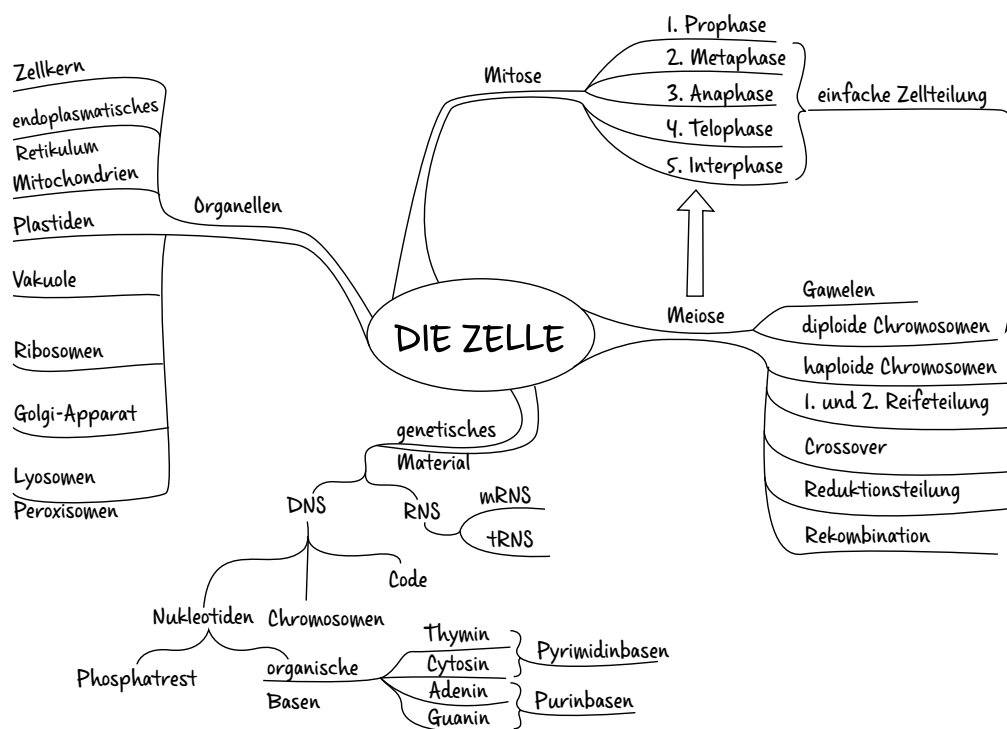 Zellkern
endoplasmatisches
Retikulum
Mitochondrien
Plastiden
Vakuole
Ribosomen
Golgi-Apparat
Lyosomen
Peroxisomen
Organellen
Mitose
1. Prophase
2. Metaphase
3. Anaphase
4. Telophase
5. Interphase
einfache Zellteilung
DIE ZELLE
Meiose
Gamelen
diploide Chromosomen
haploide Chromosomen
1. und 2. Reifeteilung
Crossover
Reduktionsteilung
Rekombination
genetisches
Material
DNS
RNS
mRNS
tRNS
Code
Nukleotiden
Chromosomen
Phosphatrest
organische
Basen
Thymin
Cytosin
Adenin
Guanin
Pyrimidinbasen
Purinbasen